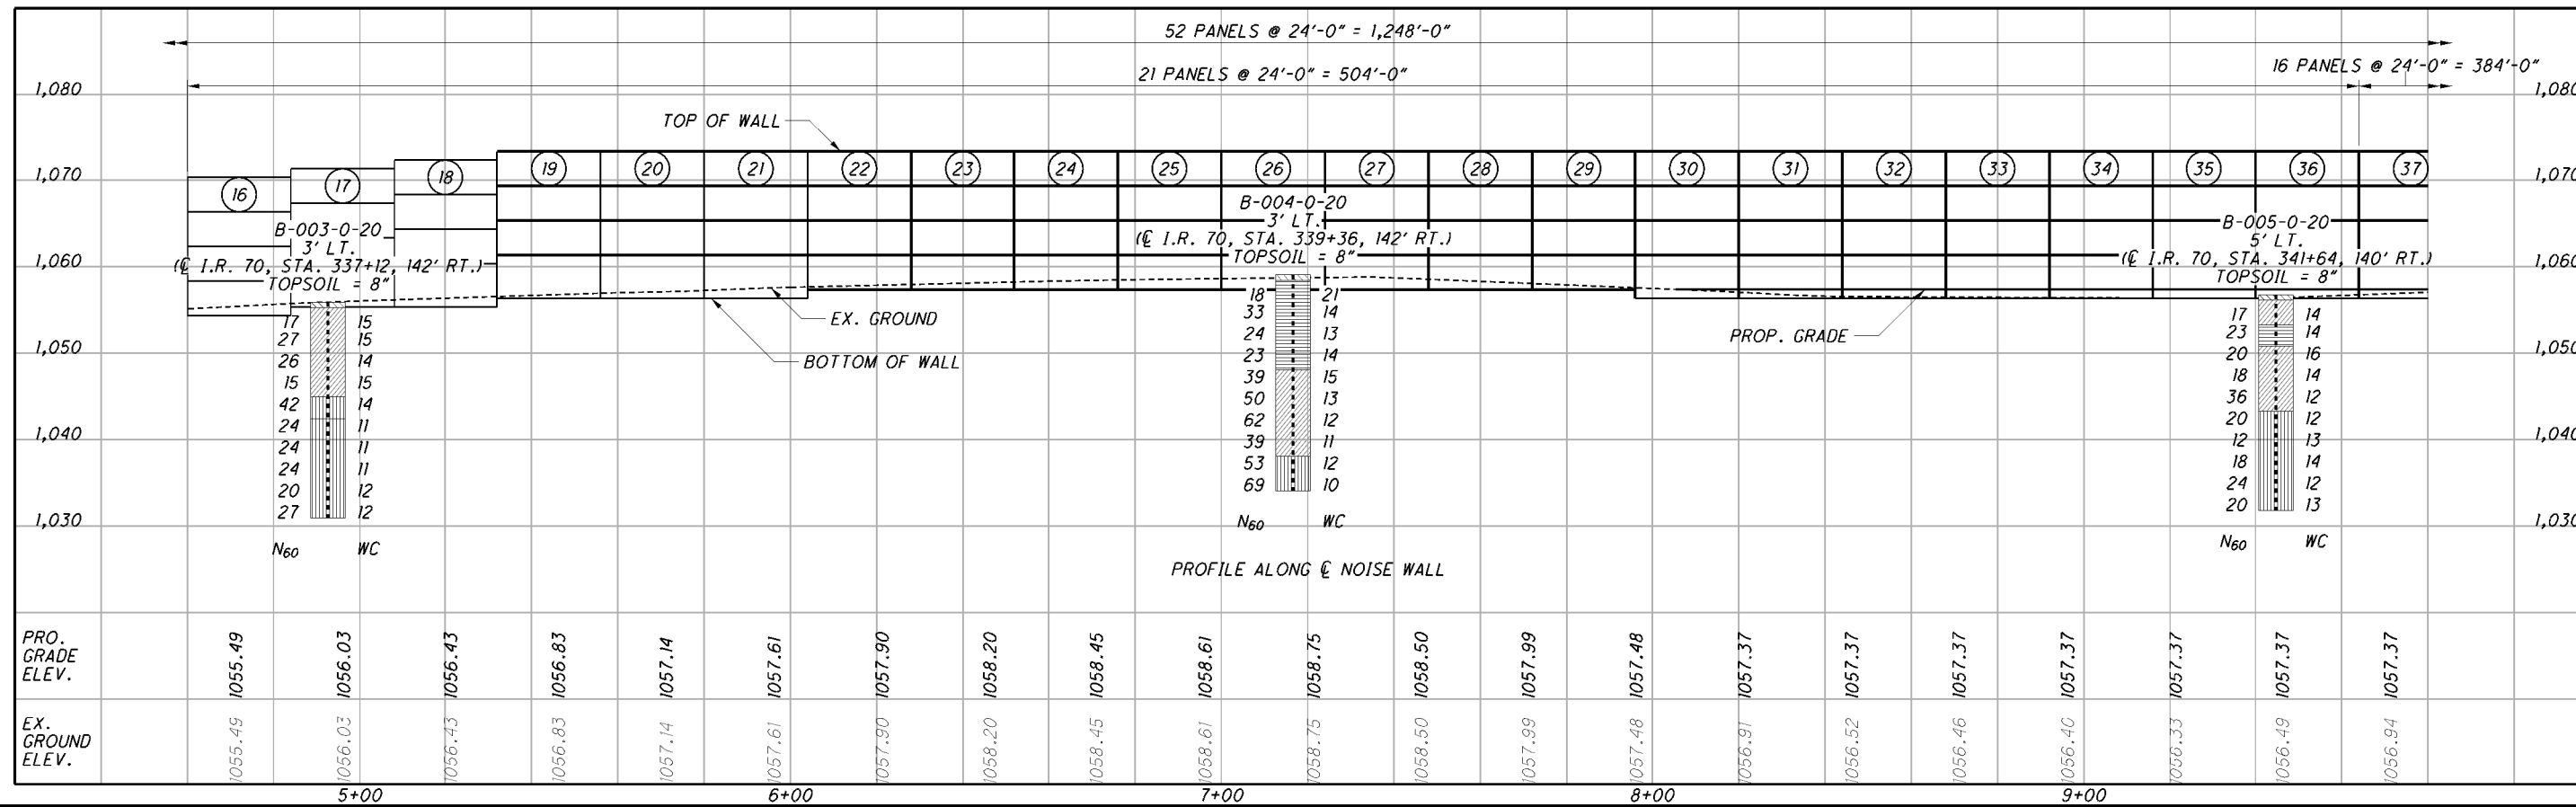 52 PANELS @ 24'-0" = 1,248'-0"
21 PANELS @ 24'-0" = 504'-0"
16 PANELS @ 24'-0" = 384'-0"
1,080
1,080
TOP OF WALL
1,070
1,070
16 17 18 19 20 21 22 23 24 25 26 27 28 29 30 31 32 33 34 35 36 37
B-003-0-20
3' LT.
(℄ I.R. 70, STA. 337+12, 142' RT.)
TOPSOIL = 8"
B-004-0-20
3' LT.
(℄ I.R. 70, STA. 339+36, 142' RT.)
TOPSOIL = 8"
B-005-0-20
5' LT.
(℄ I.R. 70, STA. 341+64, 140' RT.)
TOPSOIL = 8"
1,060
1,060
EX. GROUND
BOTTOM OF WALL
PROP. GRADE
1,050
1,050
1,040
1,040
1,030
1,030
17 15
27 15
26 14
15 15
42 14
24 11
24 11
24 11
20 12
27 12
N60 WC
18 21
33 14
24 13
23 14
39 15
50 13
62 12
39 11
53 12
69 10
N60 WC
17 14
23 14
20 16
18 14
36 12
20 12
12 13
18 14
24 12
20 13
N60 WC
PROFILE ALONG ℄ NOISE WALL
PRO.
GRADE
ELEV.
1055.49
1056.03
1056.43
1056.83
1057.14
1057.61
1057.90
1058.20
1058.45
1058.61
1058.75
1058.50
1057.99
1057.48
1057.37
1057.37
1057.37
1057.37
1057.37
1057.37
1057.37
EX.
GROUND
ELEV.
1055.49
1056.03
1056.43
1056.83
1057.14
1057.61
1057.90
1058.20
1058.45
1058.61
1058.75
1058.50
1057.99
1057.48
1056.91
1056.52
1056.46
1056.40
1056.33
1056.49
1056.94
5+00 6+00 7+00 8+00 9+00